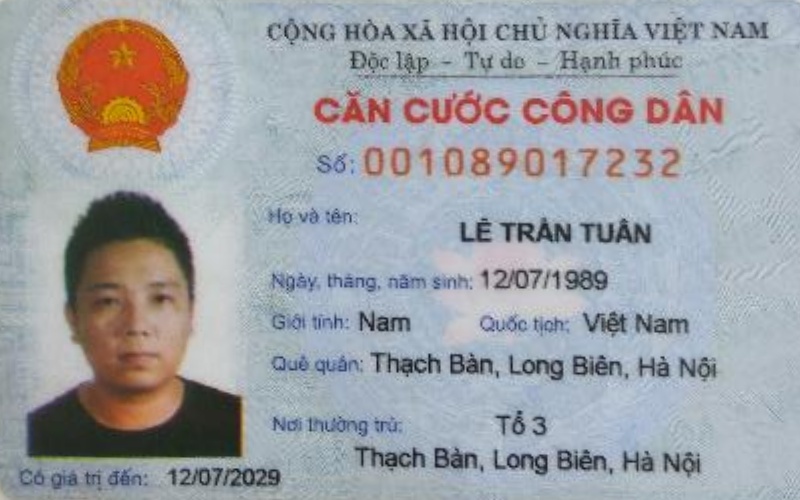 CỘNG HÒA XÃ HỘI CHỦ NGHĨA VIỆT NAM
Độc lập - Tự do - Hạnh phúc
CĂN CƯỚC CÔNG DÂN
Số: 001089017232
Họ và tên:
LÊ TRẦN TUẤN
Ngày, tháng, năm sinh: 12/07/1989
Giới tính: Nam Quốc tịch: Việt Nam
Quê quán: Thạch Bàn, Long Biên, Hà Nội
Nơi thường trú: Tổ 3
Thạch Bàn, Long Biên, Hà Nội
Có giá trị đến: 12/07/2029